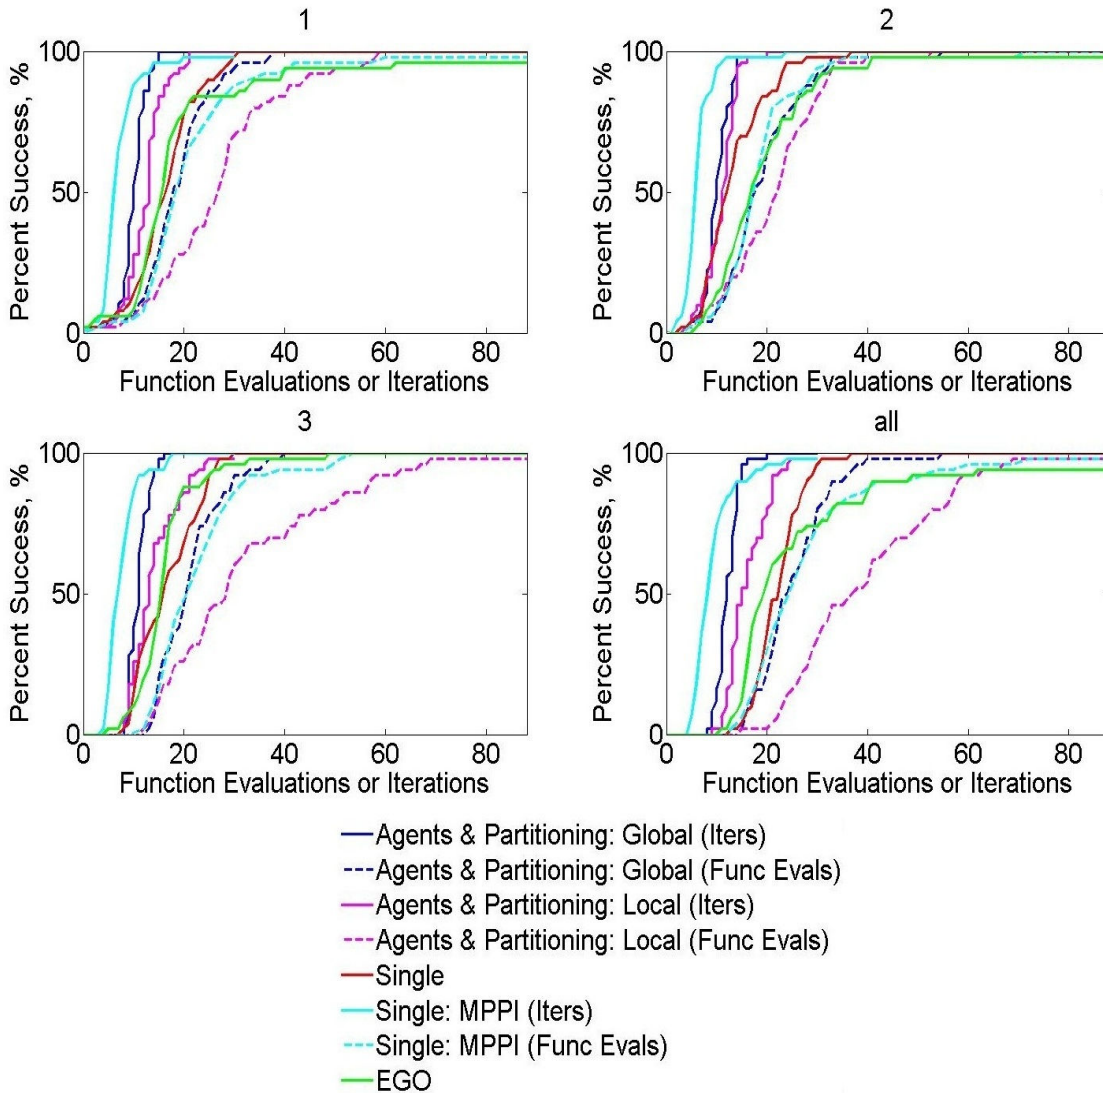 1
2
100
50
0
Percent Success, %
0 20 40 60 80
Function Evaluations or Iterations
100
50
0
Percent Success, %
0 20 40 60 80
Function Evaluations or Iterations
3
all
100
50
0
Percent Success, %
0 20 40 60 80
Function Evaluations or Iterations
100
50
0
Percent Success, %
0 20 40 60 80
Function Evaluations or Iterations
Agents & Partitioning: Global (Iters)
Agents & Partitioning: Global (Func Evals)
Agents & Partitioning: Local (Iters)
Agents & Partitioning: Local (Func Evals)
Single
Single: MPPI (Iters)
Single: MPPI (Func Evals)
EGO